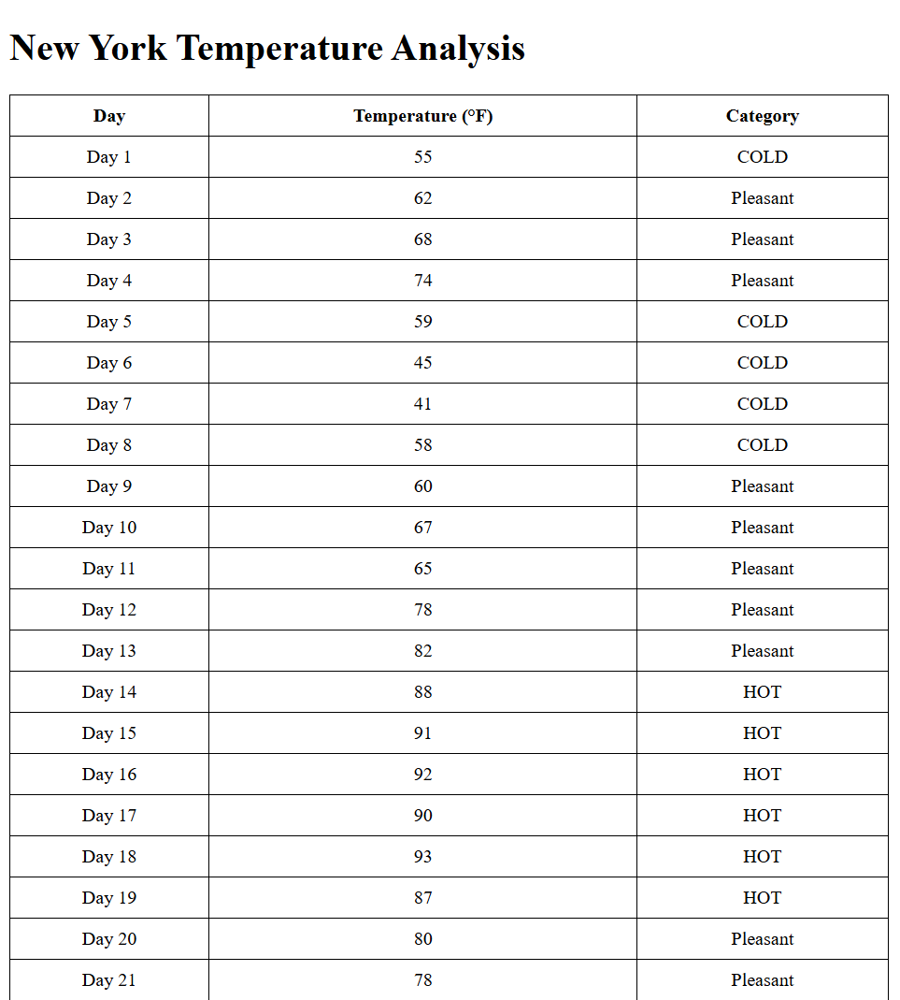 New York Temperature Analysis
Day Temperature (°F) Category
Day 1 55 COLD
Day 2 62 Pleasant
Day 3 68 Pleasant
Day 4 74 Pleasant
Day 5 59 COLD
Day 6 45 COLD
Day 7 41 COLD
Day 8 58 COLD
Day 9 60 Pleasant
Day 10 67 Pleasant
Day 11 65 Pleasant
Day 12 78 Pleasant
Day 13 82 Pleasant
Day 14 88 HOT
Day 15 91 HOT
Day 16 92 HOT
Day 17 90 HOT
Day 18 93 HOT
Day 19 87 HOT
Day 20 80 Pleasant
Day 21 78 Pleasant